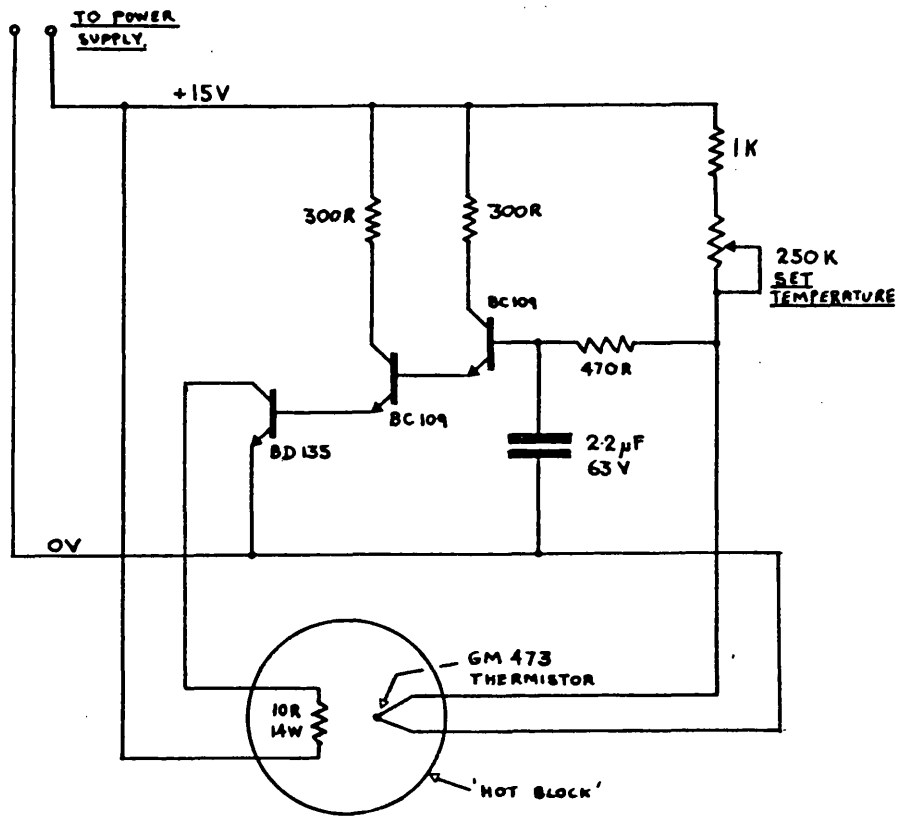 TO POWER
SUPPLY.
+15V
1K
300R
300R
250K
SET
TEMPERATURE
BC109
470R
BC109
BD135
2·2µF
63V
0V
GM 473
THERMISTOR
10R
14W
'HOT BLOCK'